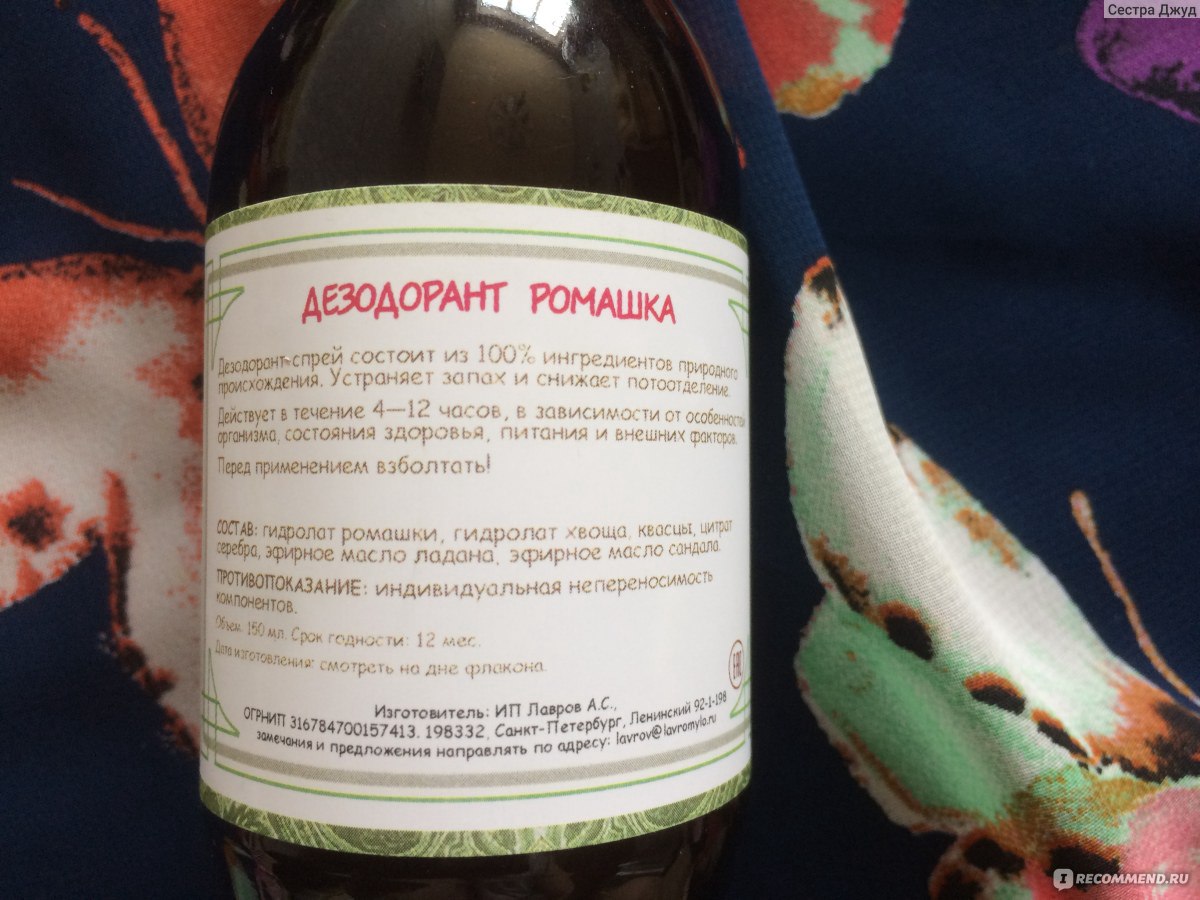 Сестра Джуд
ДЕЗОДОРАНТ РОМАШКА
Дезодорант-спрей состоит из 100% ингредиентов природного
происхождения. Устраняет запах и снижает потоотделение.
Действует в течение 4—12 часов, в зависимости от особенностей
организма, состояния здоровья, питания и внешних факторов.
Перед применением взболтать!
СОСТАВ: гидролат ромашки, гидролат хвоща, квасцы, цитрат
серебра, эфирное масло ладана, эфирное масло сандала.
ПРОТИВОПОКАЗАНИЕ: индивидуальная непереносимость
компонентов.
Объем: 150 мл. Срок годности: 12 мес.
Дата изготовления: смотреть на дне флакона.
EAC
Изготовитель: ИП Лавров А.С.,
ОГРНИП 316784700157413. 198332, Санкт-Петербург, Ленинский 92-1-198
замечания и предложения направлять по адресу: lavrov@lavromylo.ru
IRECOMMEND.RU